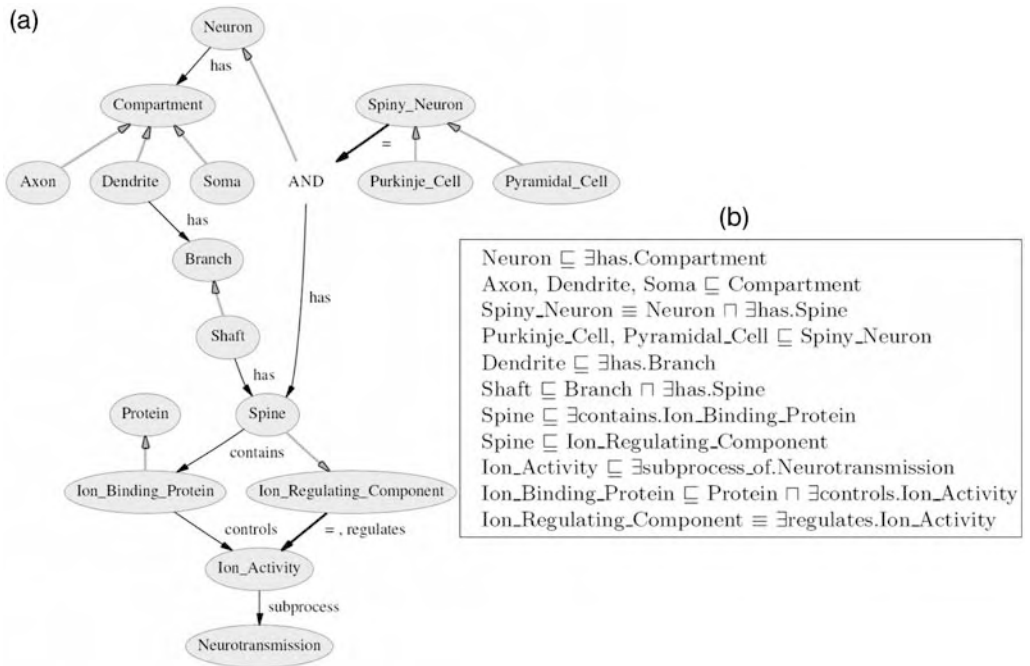 (a)
Neuron
has
Compartment
Spiny_Neuron
=
Axon
Dendrite
Soma
AND
Purkinje_Cell
Pyramidal_Cell
has
Branch
has
Shaft
has
Protein
Spine
contains
Ion_Binding_Protein
Ion_Regulating_Component
controls
= , regulates
Ion_Activity
subprocess
Neurotransmission
(b)
Neuron ⊑ ∃has.Compartment
Axon, Dendrite, Soma ⊑ Compartment
Spiny_Neuron ≡ Neuron ⊓ ∃has.Spine
Purkinje_Cell, Pyramidal_Cell ⊑ Spiny_Neuron
Dendrite ⊑ ∃has.Branch
Shaft ⊑ Branch ⊓ ∃has.Spine
Spine ⊑ ∃contains.Ion_Binding_Protein
Spine ⊑ Ion_Regulating_Component
Ion_Activity ⊑ ∃subprocess_of.Neurotransmission
Ion_Binding_Protein ⊑ Protein ⊓ ∃controls.Ion_Activity
Ion_Regulating_Component ≡ ∃regulates.Ion_Activity